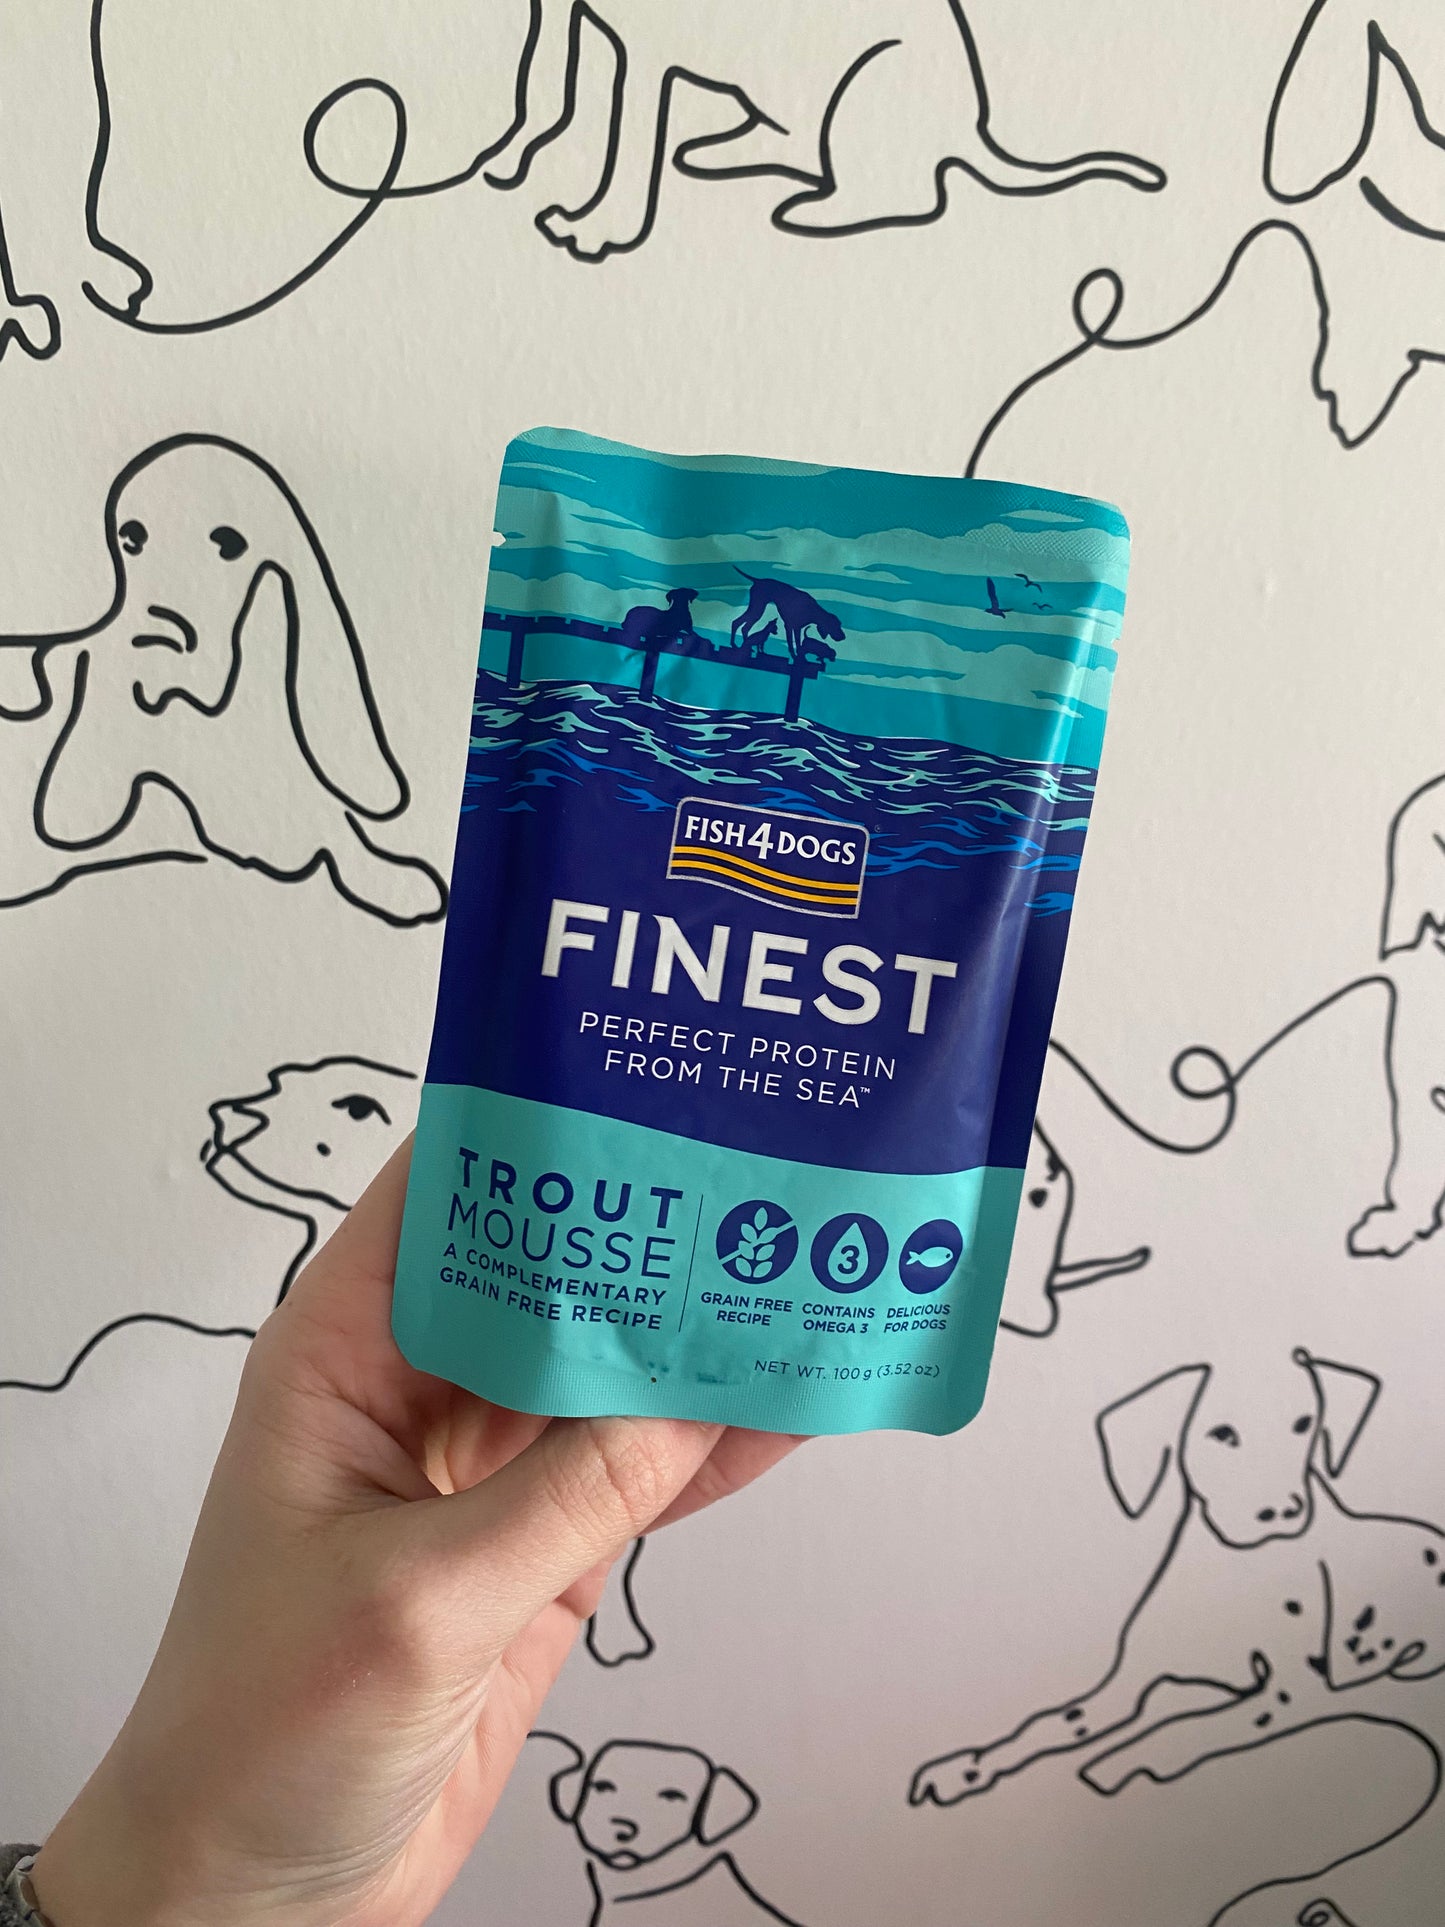 FISH4DOGS
FINEST
PERFECT PROTEIN
FROM THE SEA™
TROUT
MOUSSE
A COMPLEMENTARY
GRAIN FREE RECIPE
GRAIN FREE
RECIPE
3
CONTAINS
OMEGA 3
DELICIOUS
FOR DOGS
NET WT. 100g (3.52 oz)